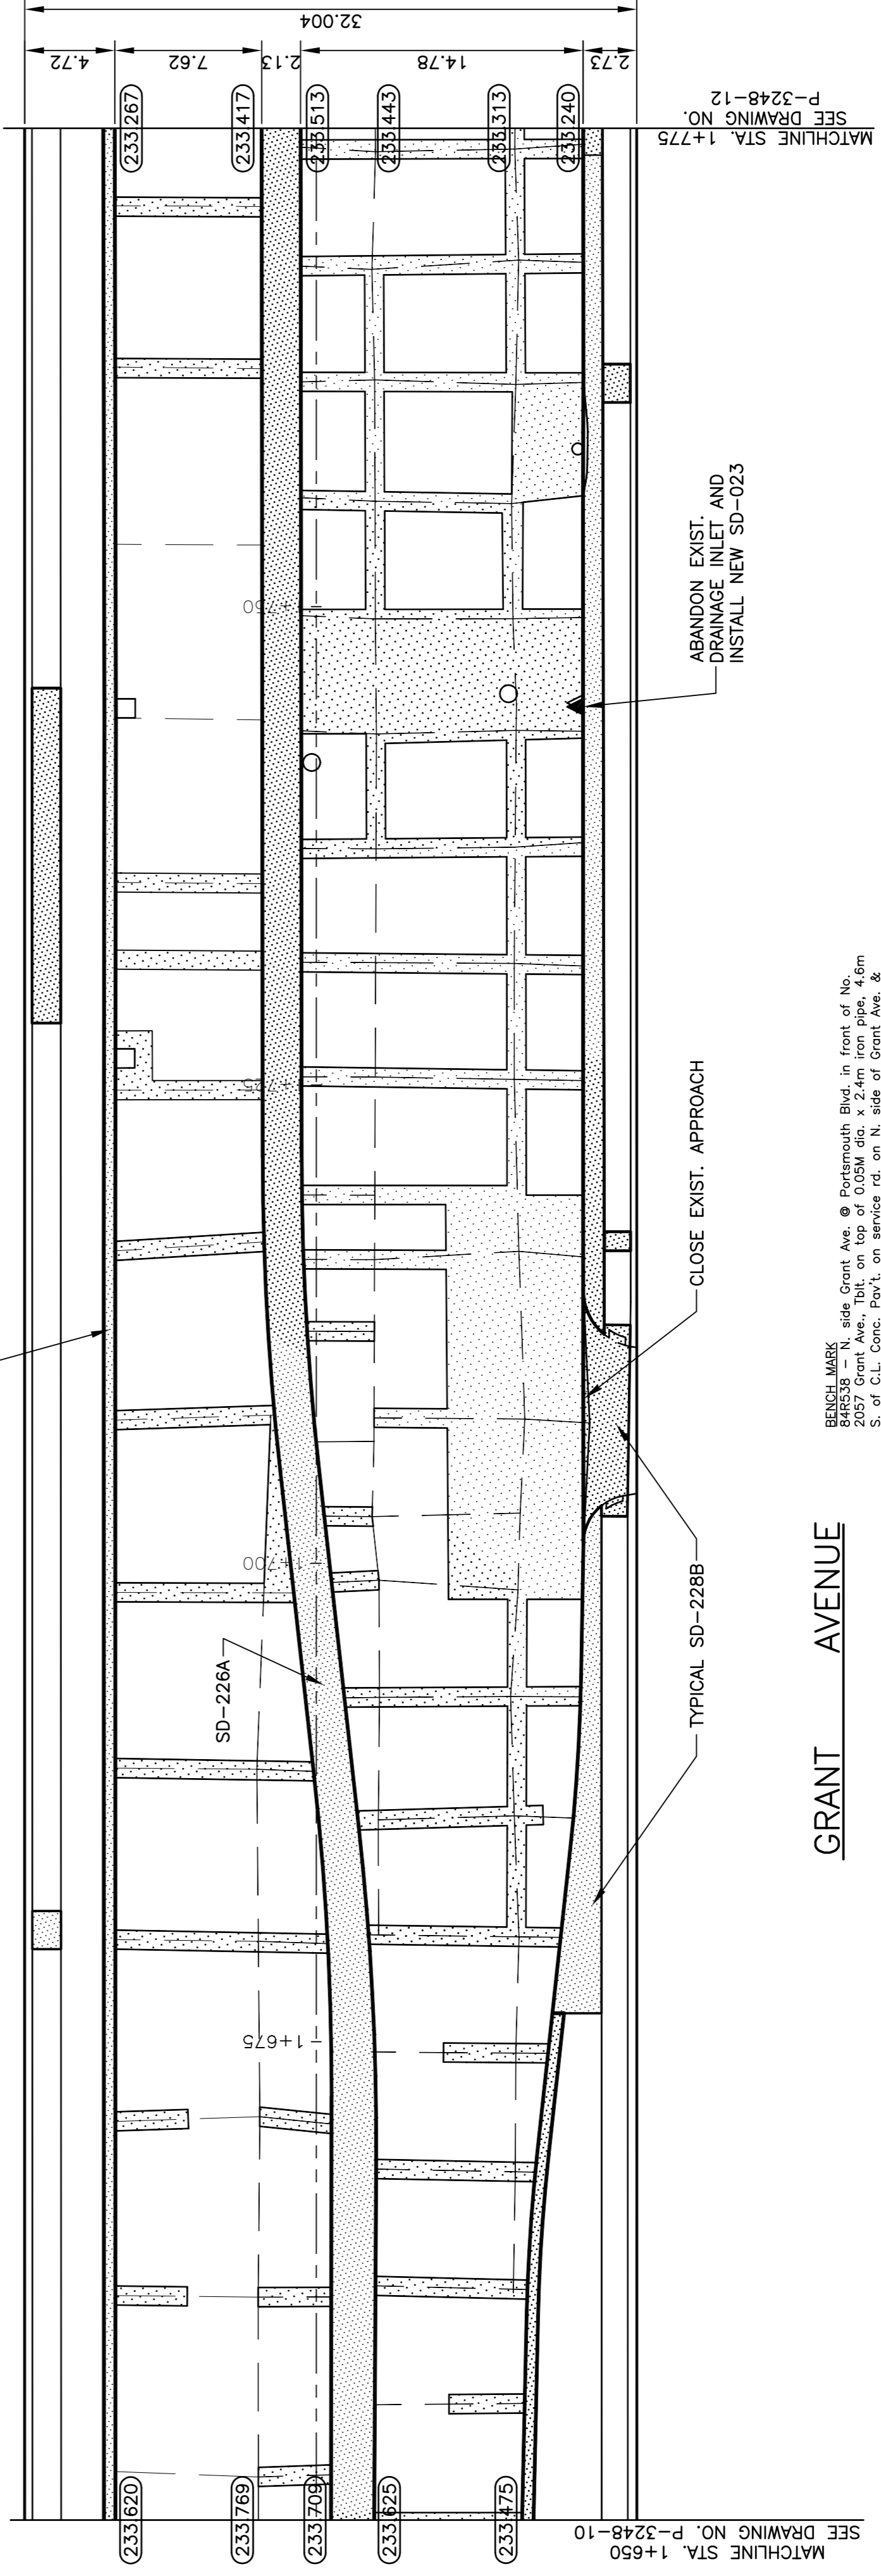 32.004
4.72
7.62
2.13
14.78
2.73
233.267
233.417
233.513
233.443
233.313
233.240
MATCHLINE STA. 1+775
SEE DRAWING NO.
P-3248-12
1+750
ABANDON EXIST.
DRAINAGE INLET AND
INSTALL NEW SD-023
1+700
CLOSE EXIST. APPROACH
SD-226A
TYPICAL SD-228B
1+675
BENCH MARK
84R538 – N. side Grant Ave. @ Portsmouth Blvd. in front of No.
2057 Grant Ave., Tblt. on top of 0.05M dia. x 2.4m iron pipe, 4.6m
S. of C.L. Conc. Pav't. on service rd. on N. side of Grant Ave. &
GRANT AVENUE
233.620
233.769
233.709
233.625
233.475
MATCHLINE STA. 1+650
SEE DRAWING NO. P-3248-10